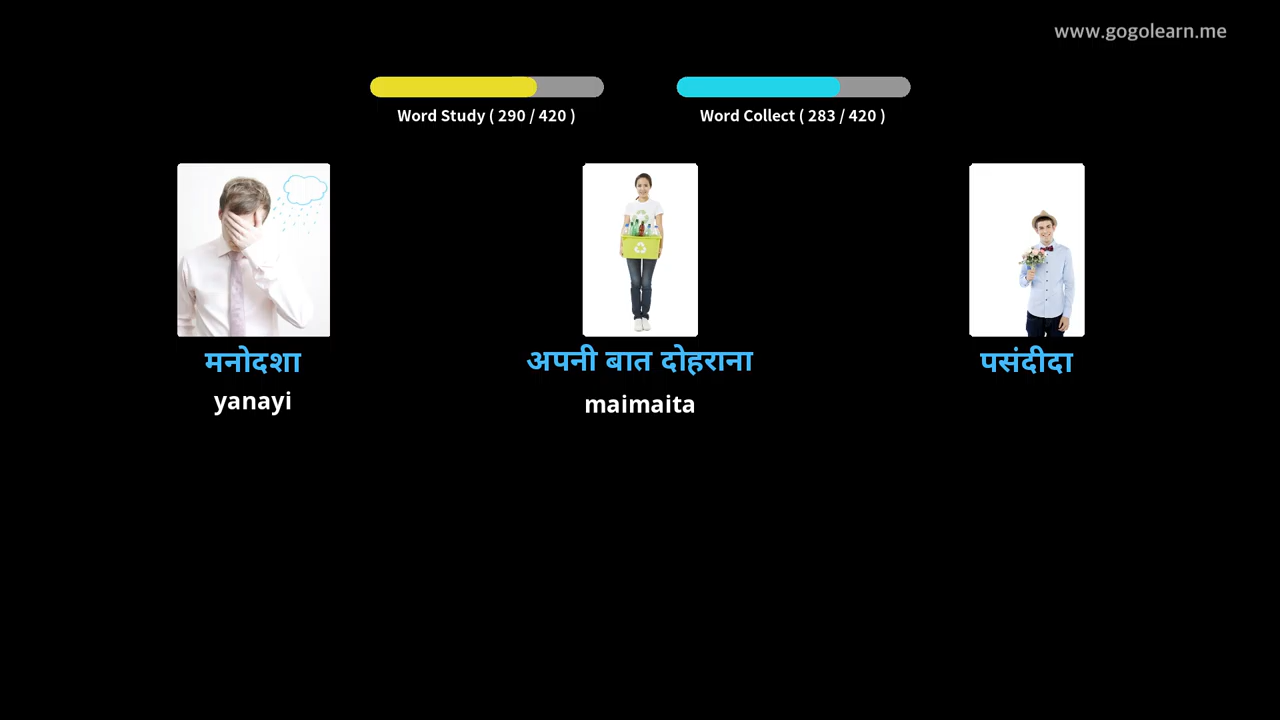 www.gogolearn.me
Word Study ( 290 / 420 )
Word Collect ( 283 / 420 )
मनोदशा
अपनी बात दोहराना
पसंदीदा
yanayi
maimaita